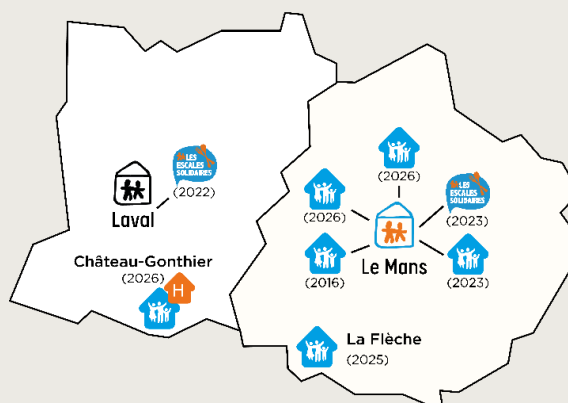 (2026)
LES
ESCALES
SOLIDAIRES
(2022)
Laval
(2026)
LES
ESCALES
SOLIDAIRES
(2023)
Château-Gonthier
(2026)
H
(2016)
Le Mans
(2023)
La Flèche
(2025)